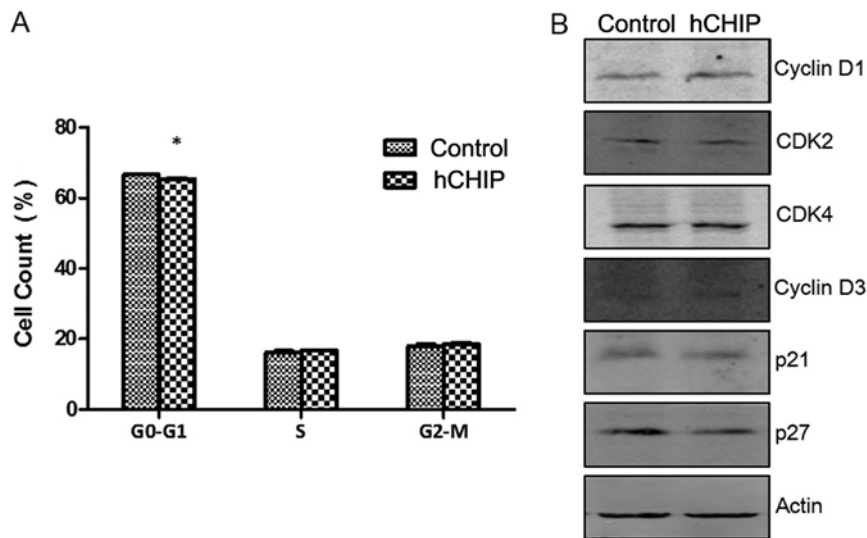 A
80
60
40
20
0
Cell Count (%)
*
Control
hCHIP
G0-G1 S G2-M
B
Control hCHIP
Cyclin D1
CDK2
CDK4
Cyclin D3
p21
p27
Actin